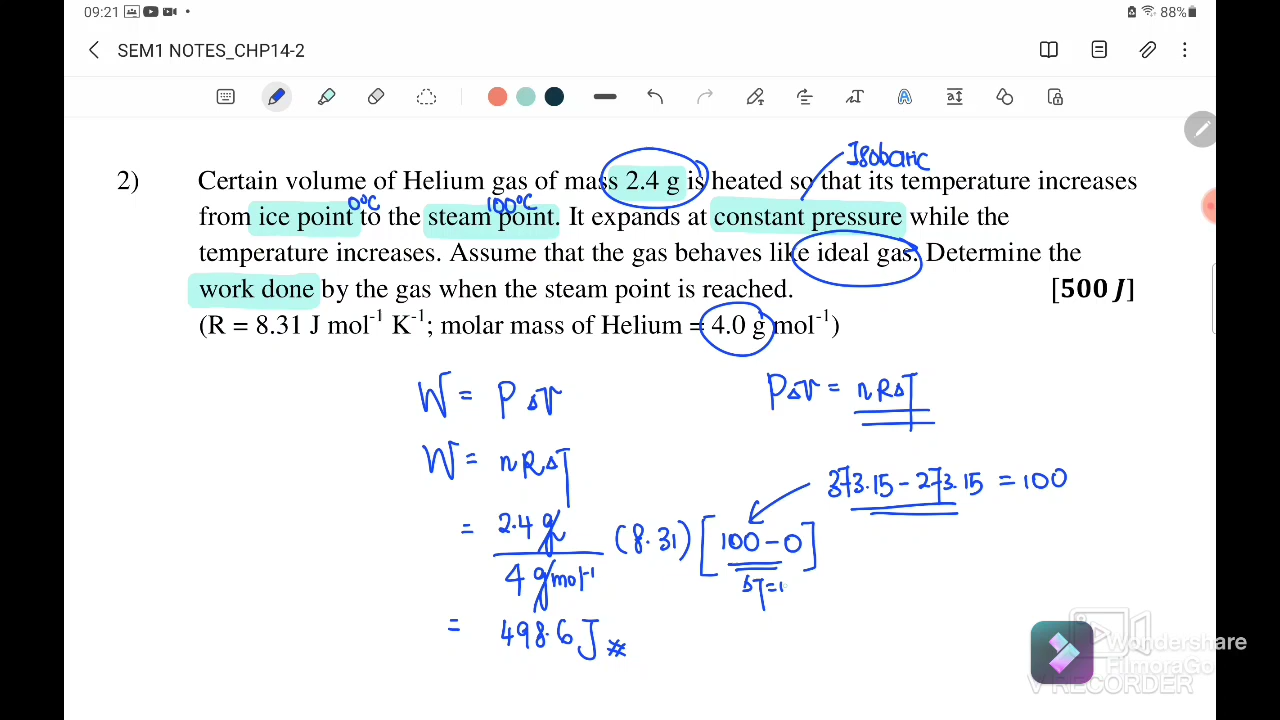 09:21 88%
SEM1 NOTES_CHP14-2
Isobaric
2) Certain volume of Helium gas of mass 2.4 g is heated so that its temperature increases
0°C 100°C
from ice point to the steam point. It expands at constant pressure while the
temperature increases. Assume that the gas behaves like ideal gas. Determine the
work done by the gas when the steam point is reached. [500 J]
(R = 8.31 J mol⁻¹ K⁻¹; molar mass of Helium = 4.0 g mol⁻¹)
W = PΔV PΔV = nRΔT
W = nRΔT
373.15 - 273.15 = 100
= 2.4 g / 4 g mol⁻¹ (8.31) [100 - 0]
ΔT=1
= 498.6 J *
Wondershare
FilmoraGo
V RECORDER